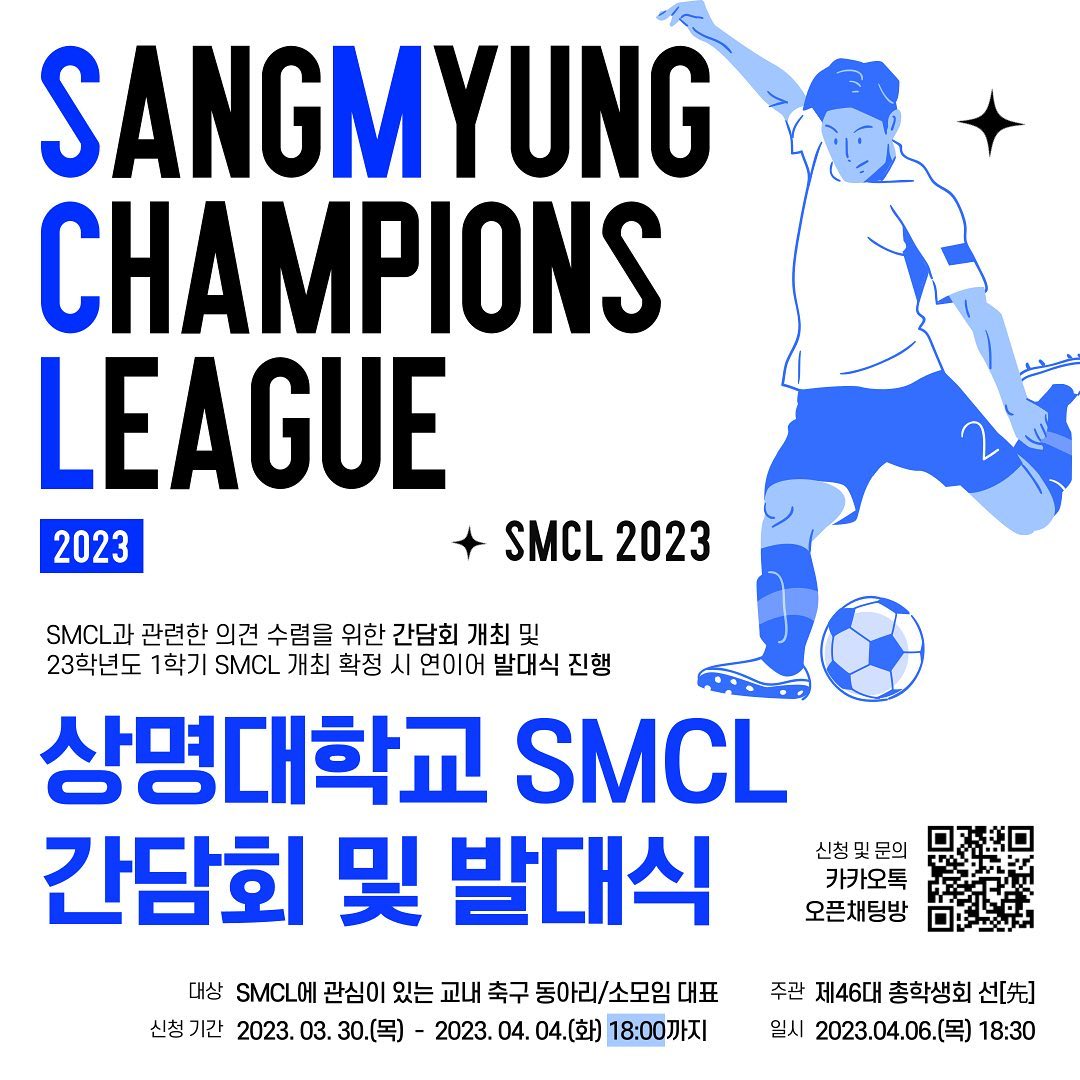 SANGMYUNG
CHAMPIONS
LEAGUE
2023
SMCL 2023
2
SMCL과 관련한 의견 수렴을 위한 간담회 개최 및
23학년도 1학기 SMCL 개최 확정 시 연이어 발대식 진행
상명대학교 SMCL
간담회 및 발대식
신청 및 문의
카카오톡
오픈채팅방
대상 SMCL에 관심이 있는 교내 축구 동아리/소모임 대표
신청 기간 2023. 03. 30.(목) - 2023. 04. 04.(화) 18:00까지
주관 제46대 총학생회 선[先]
일시 2023.04.06.(목) 18:30